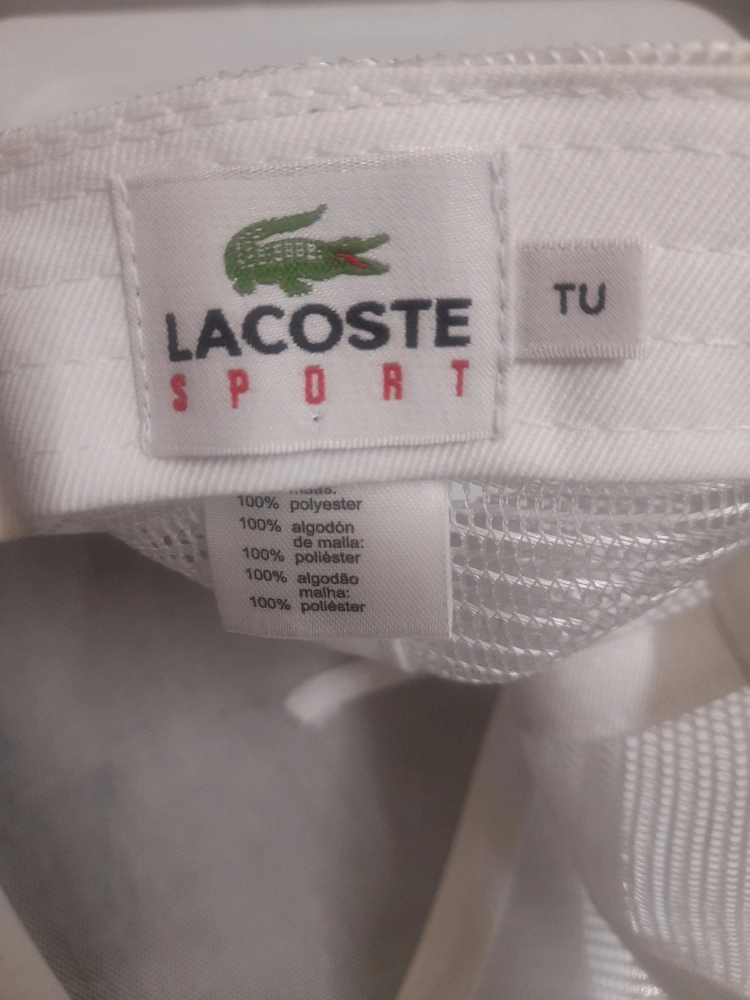 LACOSTE
SPORT
TU
100% polyester
100% algodón
de malla:
100% poliéster
100% algodão
malha:
100% poliéster